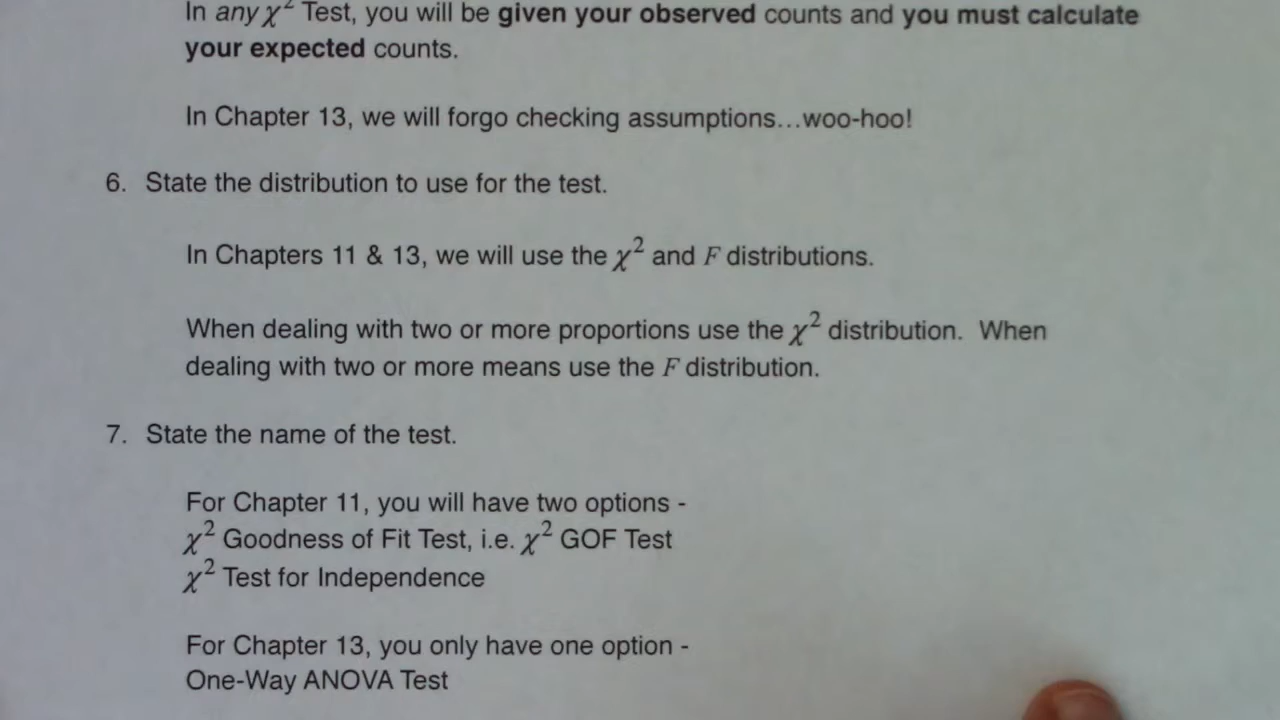 In any χ² Test, you will be given your observed counts and you must calculate
your expected counts.
In Chapter 13, we will forgo checking assumptions...woo-hoo!
6. State the distribution to use for the test.
In Chapters 11 & 13, we will use the χ² and F distributions.
When dealing with two or more proportions use the χ² distribution. When
dealing with two or more means use the F distribution.
7. State the name of the test.
For Chapter 11, you will have two options -
χ² Goodness of Fit Test, i.e. χ² GOF Test
χ² Test for Independence
For Chapter 13, you only have one option -
One-Way ANOVA Test